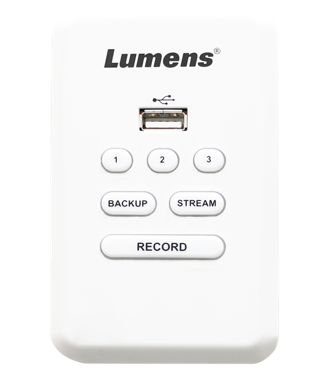 Lumens®
1 2 3
BACKUP STREAM
RECORD